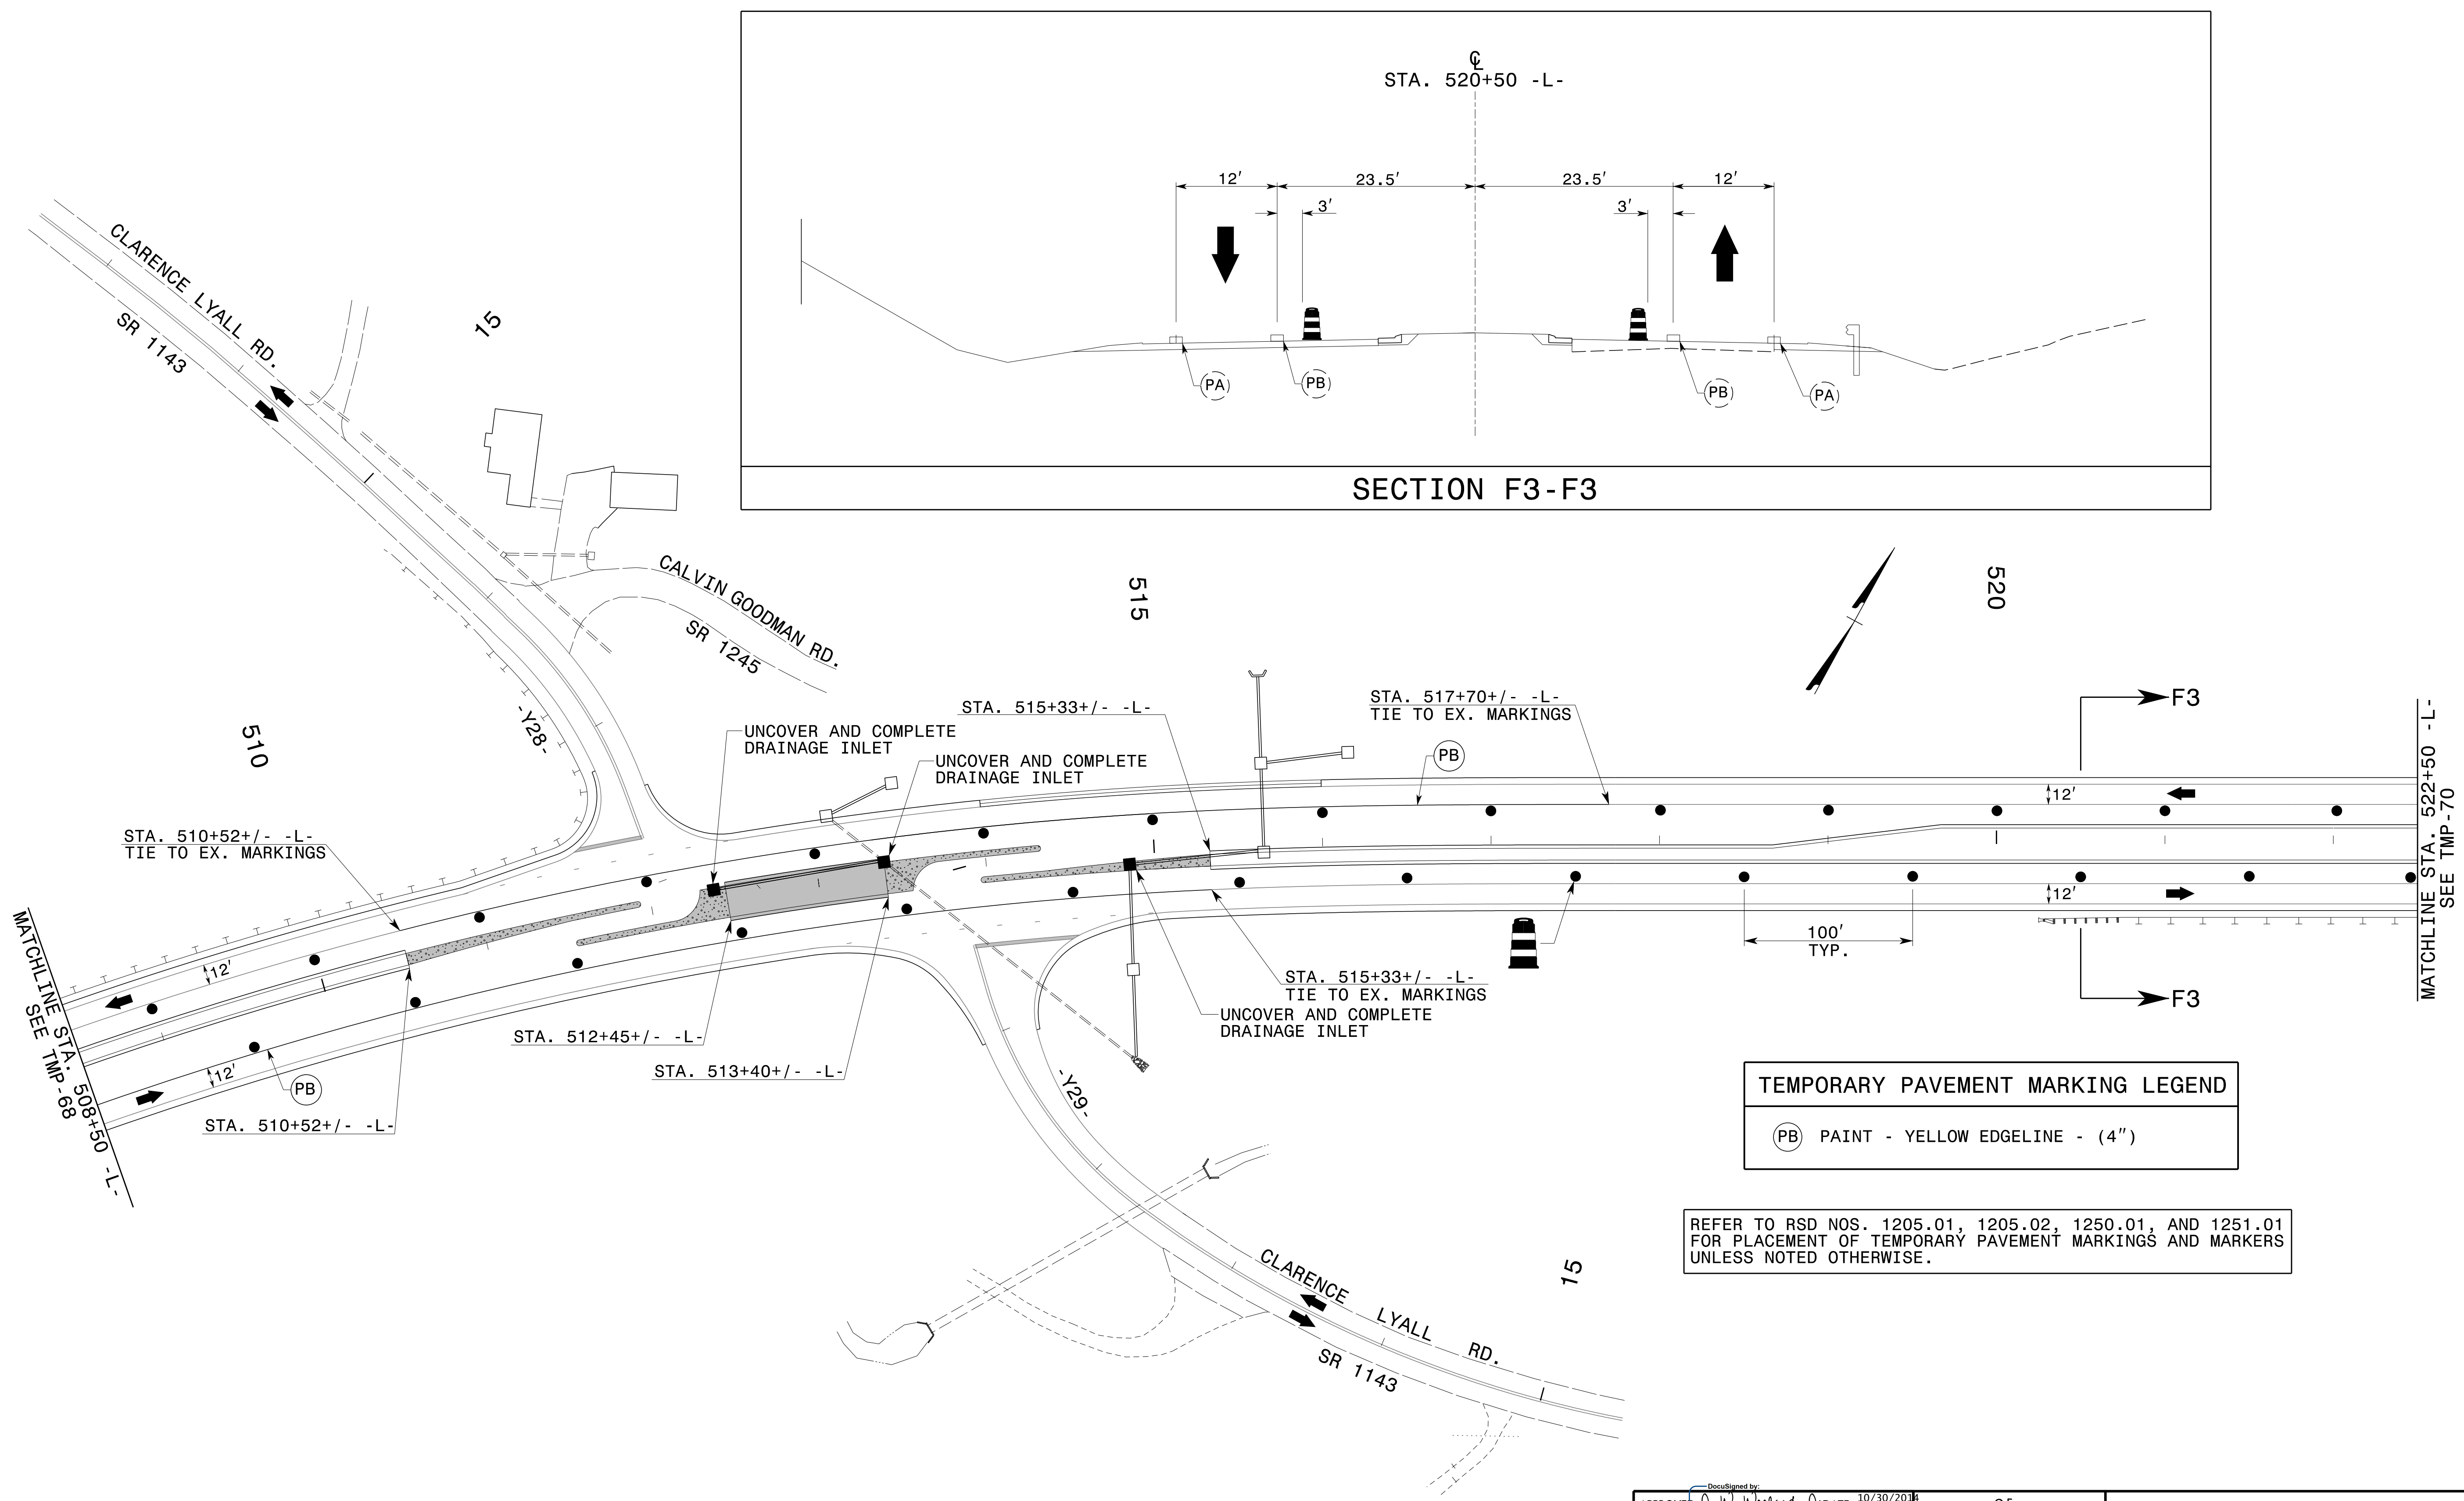 ℄
STA. 520+50 -L-
12'
23.5'
23.5'
12'
3'
3'
PA
PB
PB
PA
SECTION F3-F3
CLARENCE LYALL RD.
SR 1143
15
CALVIN GOODMAN RD.
SR 1245
-Y28-
510
515
520
STA. 510+52+/- -L-
TIE TO EX. MARKINGS
UNCOVER AND COMPLETE
DRAINAGE INLET
UNCOVER AND COMPLETE
DRAINAGE INLET
STA. 515+33+/- -L-
STA. 517+70+/- -L-
TIE TO EX. MARKINGS
PB
F3
12'
12'
100'
TYP.
F3
MATCHLINE STA. 522+50 -L-
SEE TMP-70
MATCHLINE STA. 508+50 -L-
SEE TMP-68
12'
12'
PB
STA. 510+52+/- -L-
STA. 512+45+/- -L-
STA. 513+40+/- -L-
STA. 515+33+/- -L-
TIE TO EX. MARKINGS
UNCOVER AND COMPLETE
DRAINAGE INLET
-Y29-
CLARENCE LYALL RD.
SR 1143
15
TEMPORARY PAVEMENT MARKING LEGEND
PB PAINT - YELLOW EDGELINE - (4")
REFER TO RSD NOS. 1205.01, 1205.02, 1250.01, AND 1251.01
FOR PLACEMENT OF TEMPORARY PAVEMENT MARKINGS AND MARKERS
UNLESS NOTED OTHERWISE.
DocuSigned by:
10/30/2014